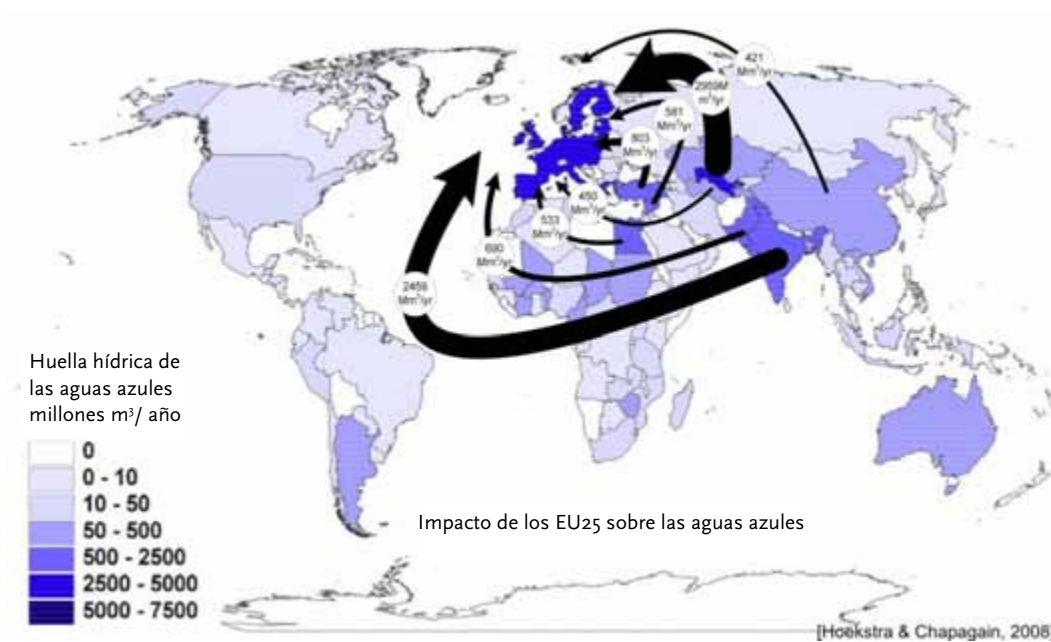 421
Mm³/yr
2959M
m³/yr
581
Mm³/yr
803
Mm³/yr
450
Mm³/yr
533
Mm³/yr
690
Mm³/yr
2456
Mm³/yr
Huella hídrica de
las aguas azules
millones m³/ año
0
0 - 10
10 - 50
50 - 500
500 - 2500
2500 - 5000
5000 - 7500
Impacto de los EU25 sobre las aguas azules
[Hoekstra & Chapagain, 2008]